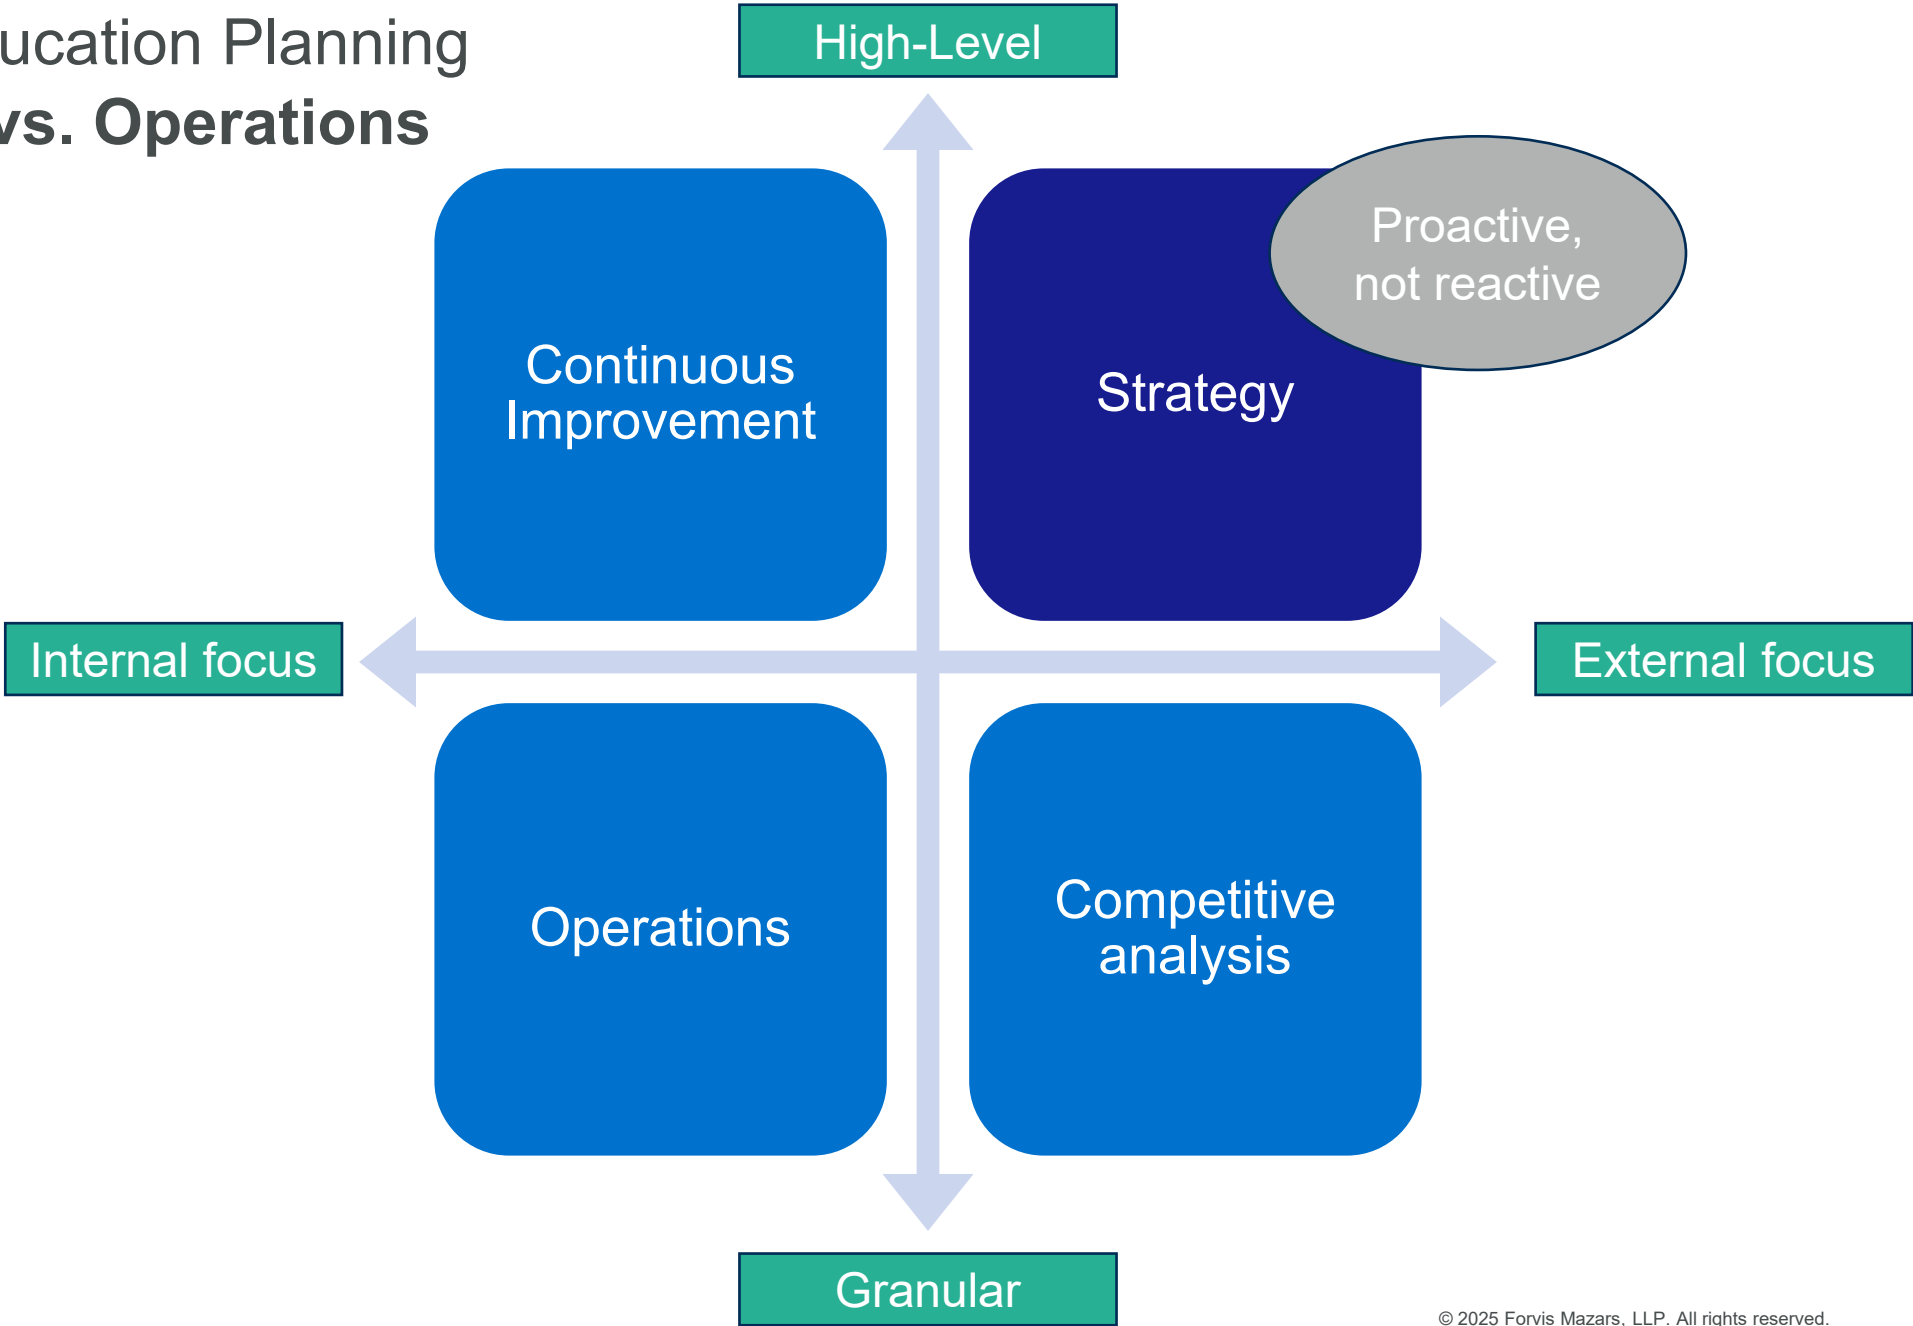 ucation Planning
vs. Operations
High-Level
Proactive,
not reactive
Continuous
Improvement
Strategy
Internal focus
External focus
Operations
Competitive
analysis
Granular
© 2025 Forvis Mazars, LLP. All rights reserved.